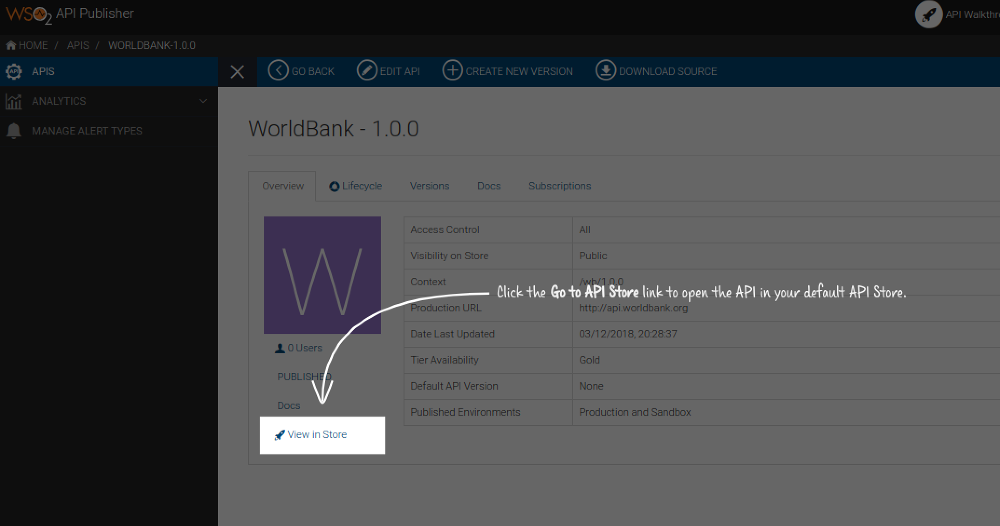 WSO2 API Publisher
API Walkthr
HOME / APIS / WORLDBANK-1.0.0
API APIS
GO BACK
EDIT API
CREATE NEW VERSION
DOWNLOAD SOURCE
ANALYTICS
MANAGE ALERT TYPES
WorldBank - 1.0.0
Overview
Lifecycle
Versions
Docs
Subscriptions
W
0 Users
PUBLISHED
Docs
View in Store
Access Control All
Visibility on Store Public
Context /wb/1.0.0
Click the Go to API Store link to open the API in your default API Store.
Production URL http://api.worldbank.org
Date Last Updated 03/12/2018, 20:28:37
Tier Availability Gold
Default API Version None
Published Environments Production and Sandbox